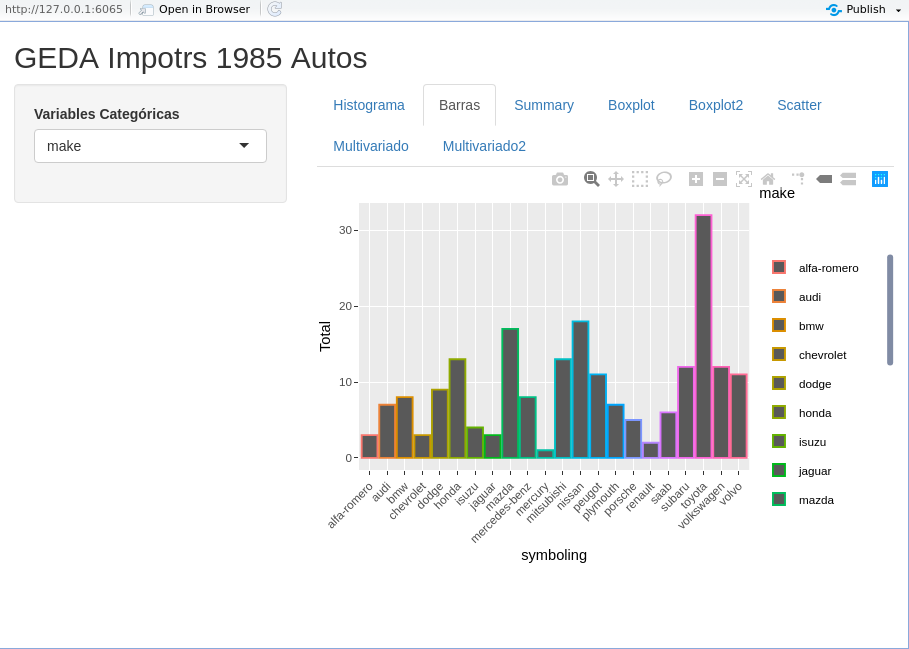 http://127.0.0.1:6065 Open in Browser Publish
GEDA Impotrs 1985 Autos
Variables Categóricas
make
Histograma Barras Summary Boxplot Boxplot2 Scatter
Multivariado Multivariado2
make
30
20
10
0
Total
alfa-romero
audi
bmw
chevrolet
dodge
honda
isuzu
jaguar
mazda
mercedes-benz
mercury
mitsubishi
nissan
peugot
plymouth
porsche
renault
saab
subaru
toyota
volkswagen
volvo
symboling
alfa-romero
audi
bmw
chevrolet
dodge
honda
isuzu
jaguar
mazda